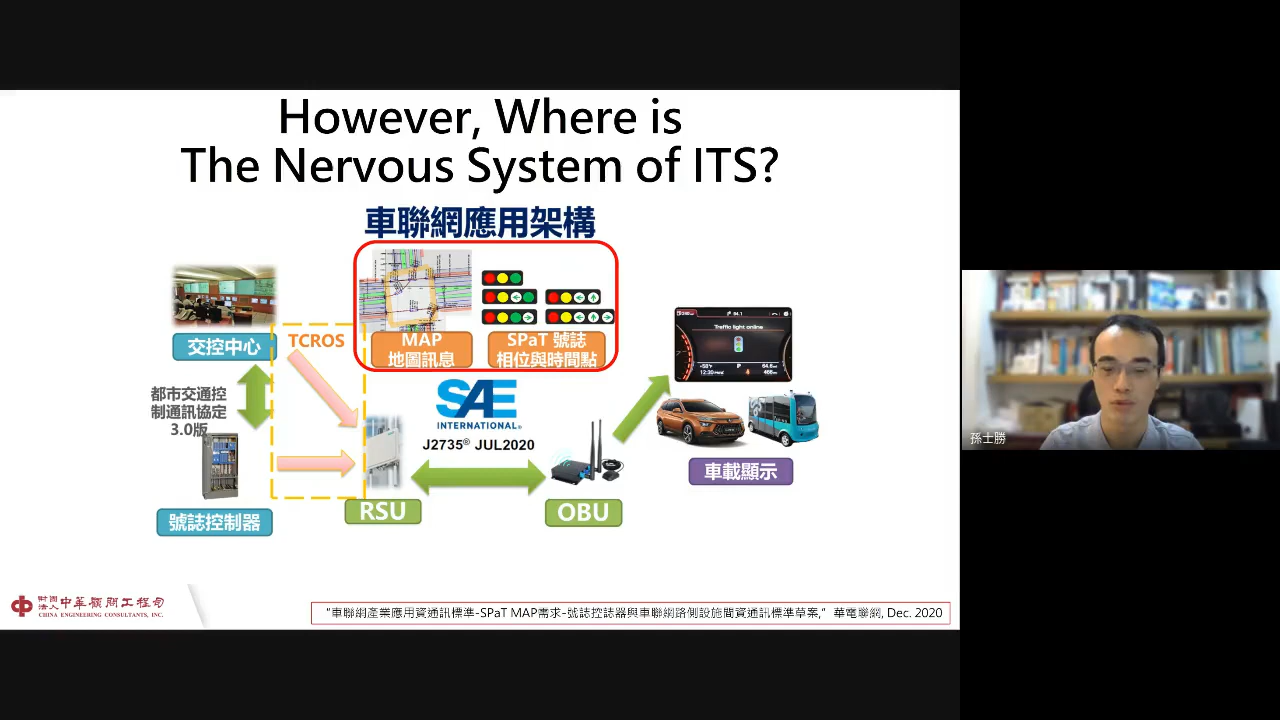 However, Where is
The Nervous System of ITS?
車聯網應用架構
交控中心
TCROS
MAP
地圖訊息
SPaT 號誌
相位與時間點
都市交通控
制通訊協定
3.0版
SAE
INTERNATIONAL®
J2735® JUL2020
Traffic light online
車載顯示
RSU
OBU
號誌控制器
孫士勝
財團法人中華顧問工程司
CHINA ENGINEERING CONSULTANTS, INC.
“車聯網產業應用資通訊標準-SPaT MAP需求-號誌控誌器與車聯網路側設施間資通訊標準草案,” 華電聯網, Dec. 2020